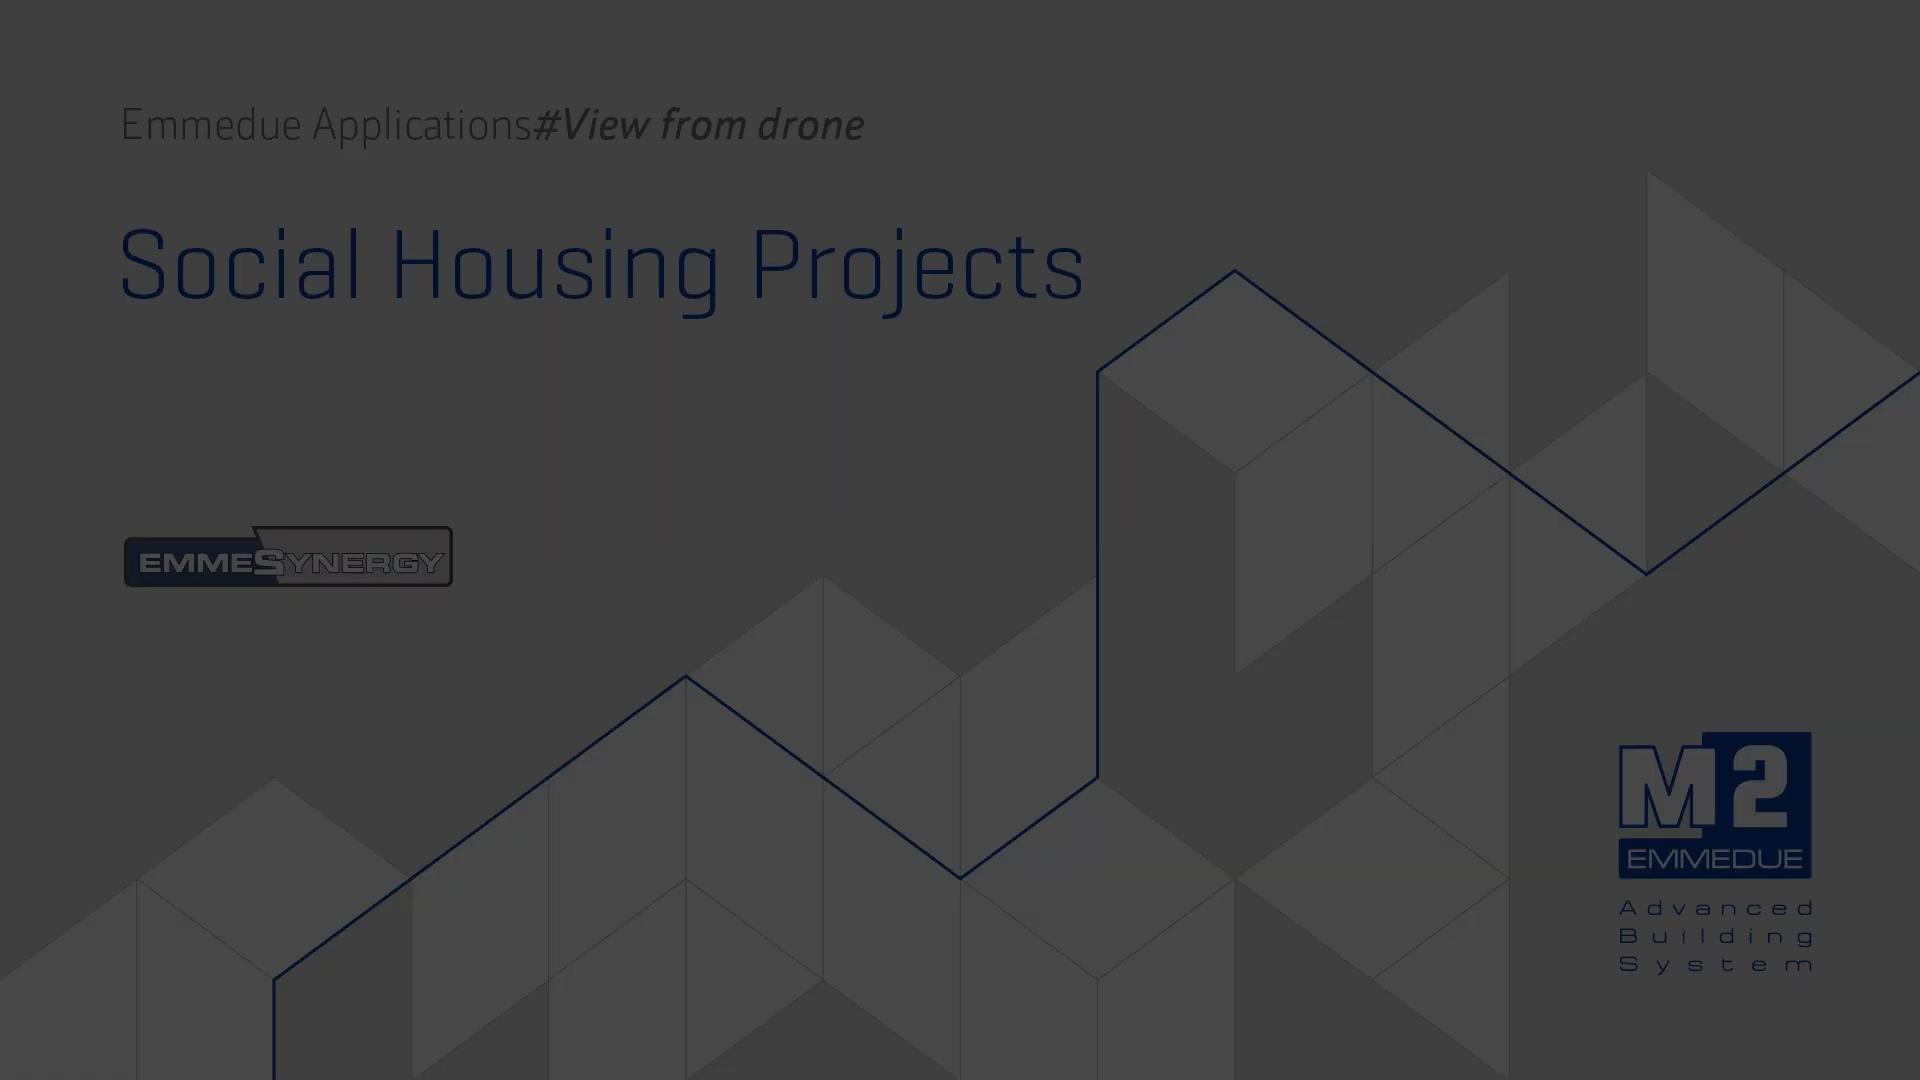 Emmedue Applications#View from drone
Social Housing Projects
EMMESYNERGY
M2
EMMEDUE
Advanced
Building
System